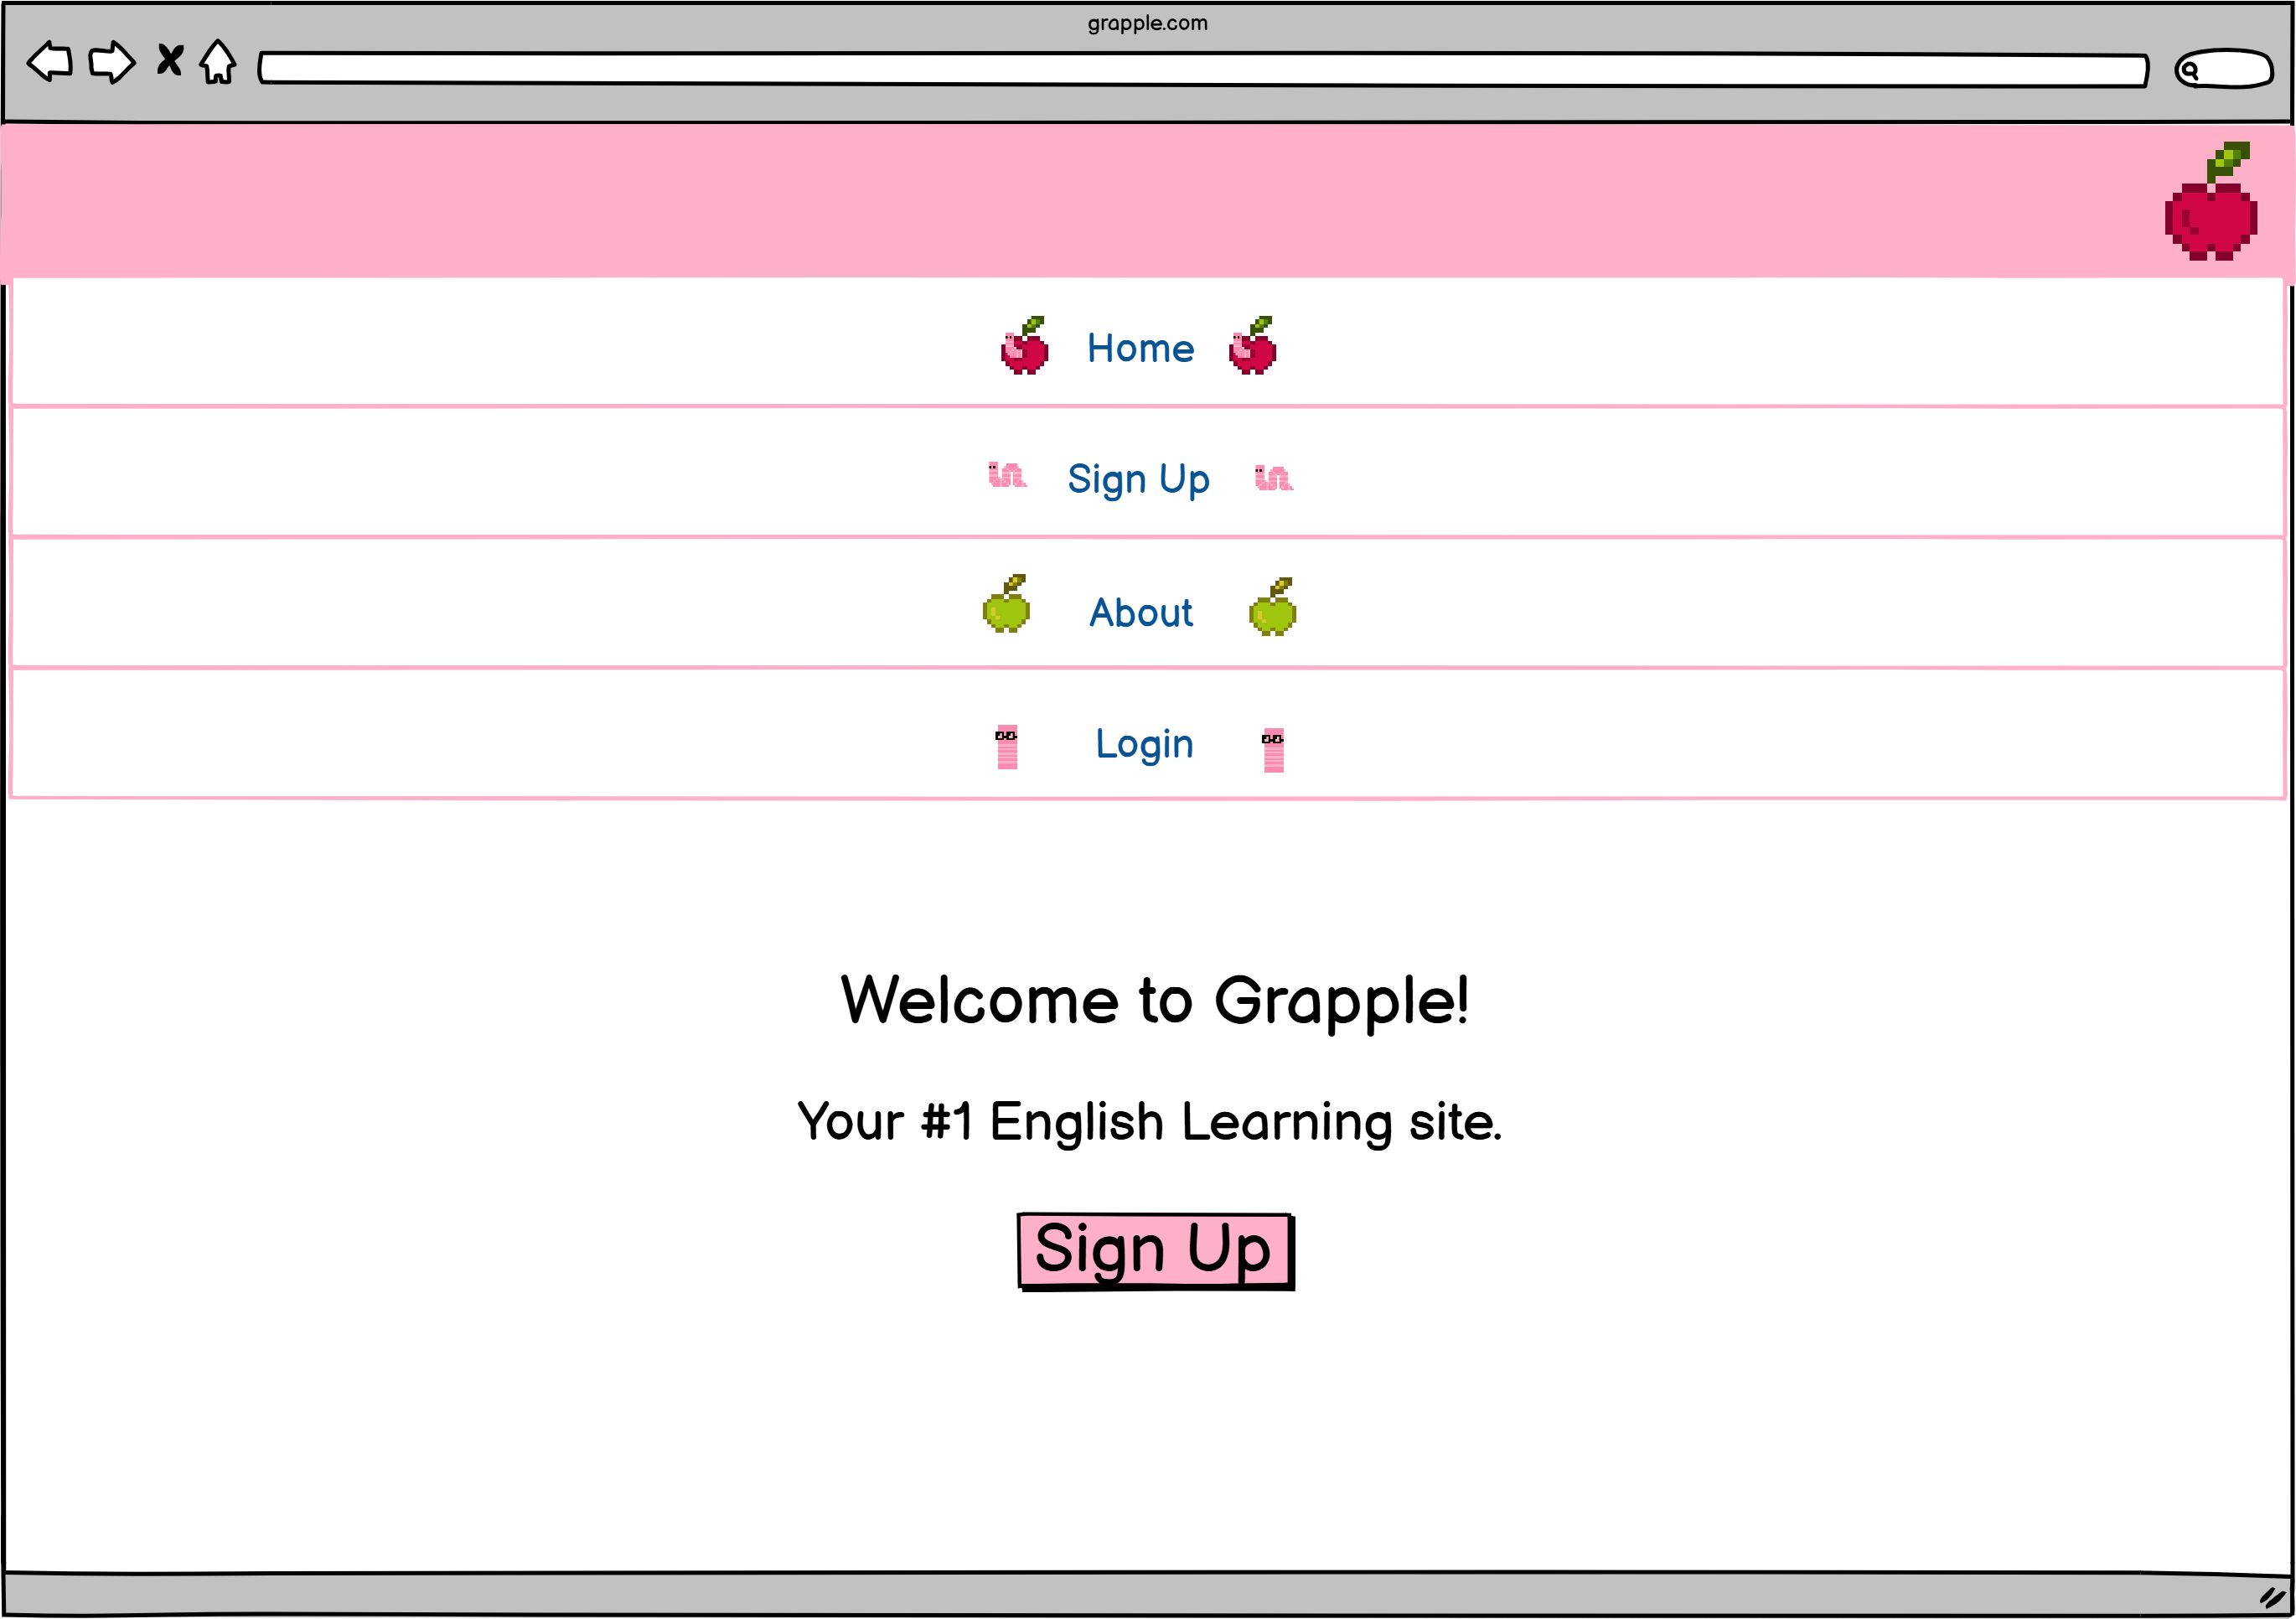 grapple.com
Home
Sign Up
About
Login
Welcome to Grapple!
Your #1 English Learning site.
Sign Up